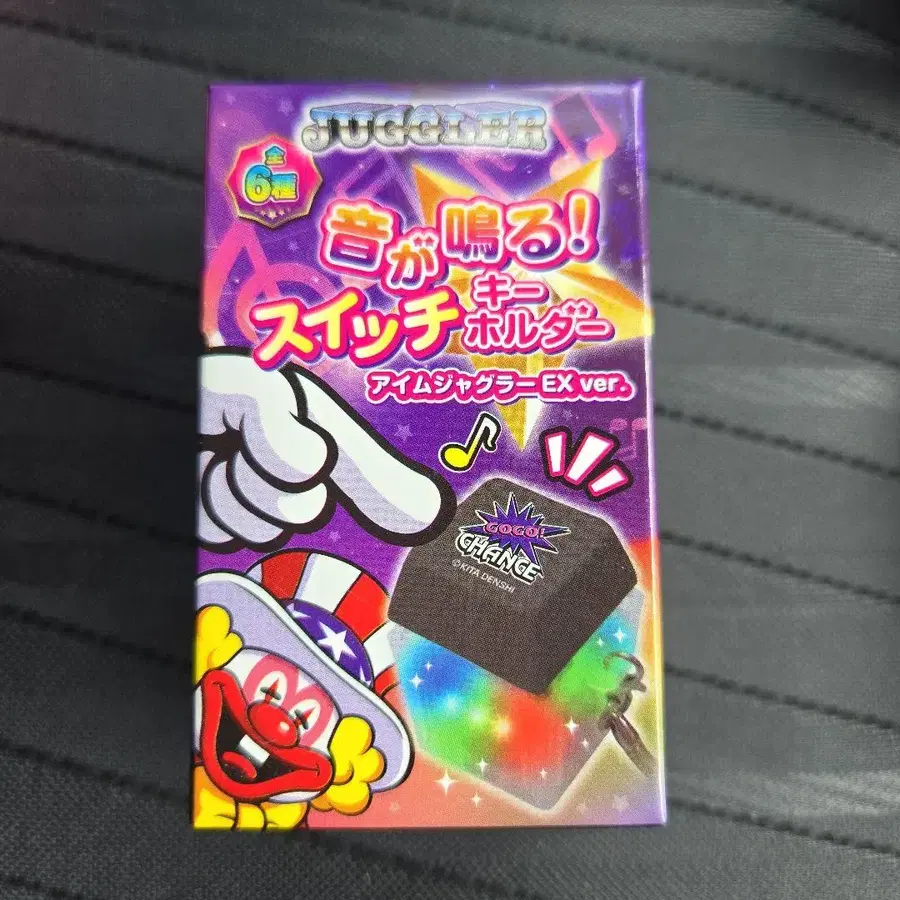 JUGGLER
全
6種
音が鳴る!
スイッチ
キー
ホルダー
アイムジャグラーEX ver.
GOGO!
CHANCE
©KITA DENSHI